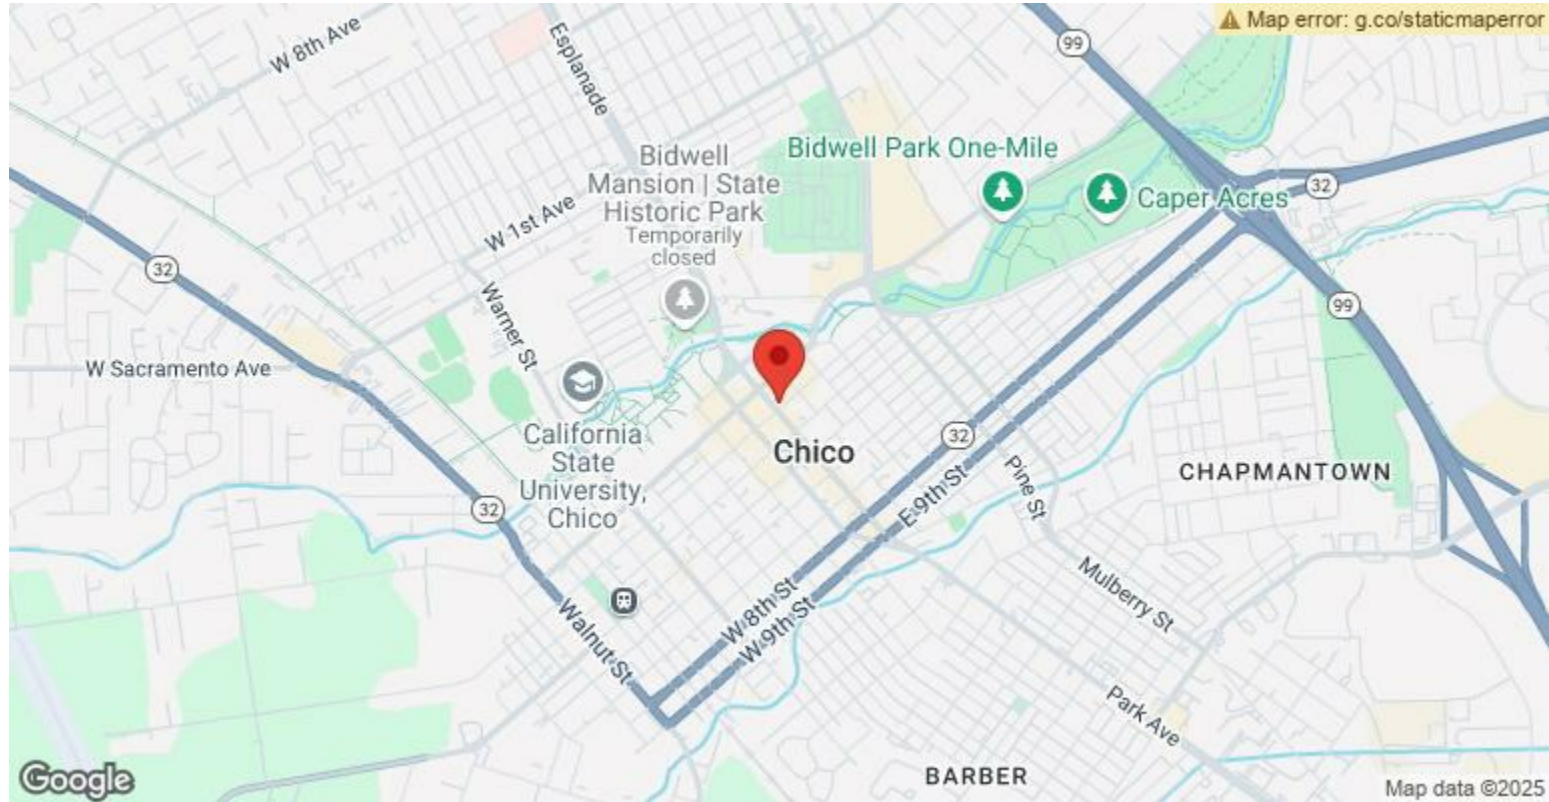 Map error: g.co/staticmaperror
W 8th Ave
Esplanade
99
Bidwell
Mansion | State
Historic Park
Temporarily
closed
Bidwell Park One-Mile
Caper Acres
32
W 1st Ave
32
Warner St
99
W Sacramento Ave
California
State
University,
Chico
Chico
32
E 9th St
Pine St
CHAPMANTOWN
32
Walnut St
W 8th St
W 9th St
Mulberry St
Park Ave
BARBER
Google
Map data ©2025